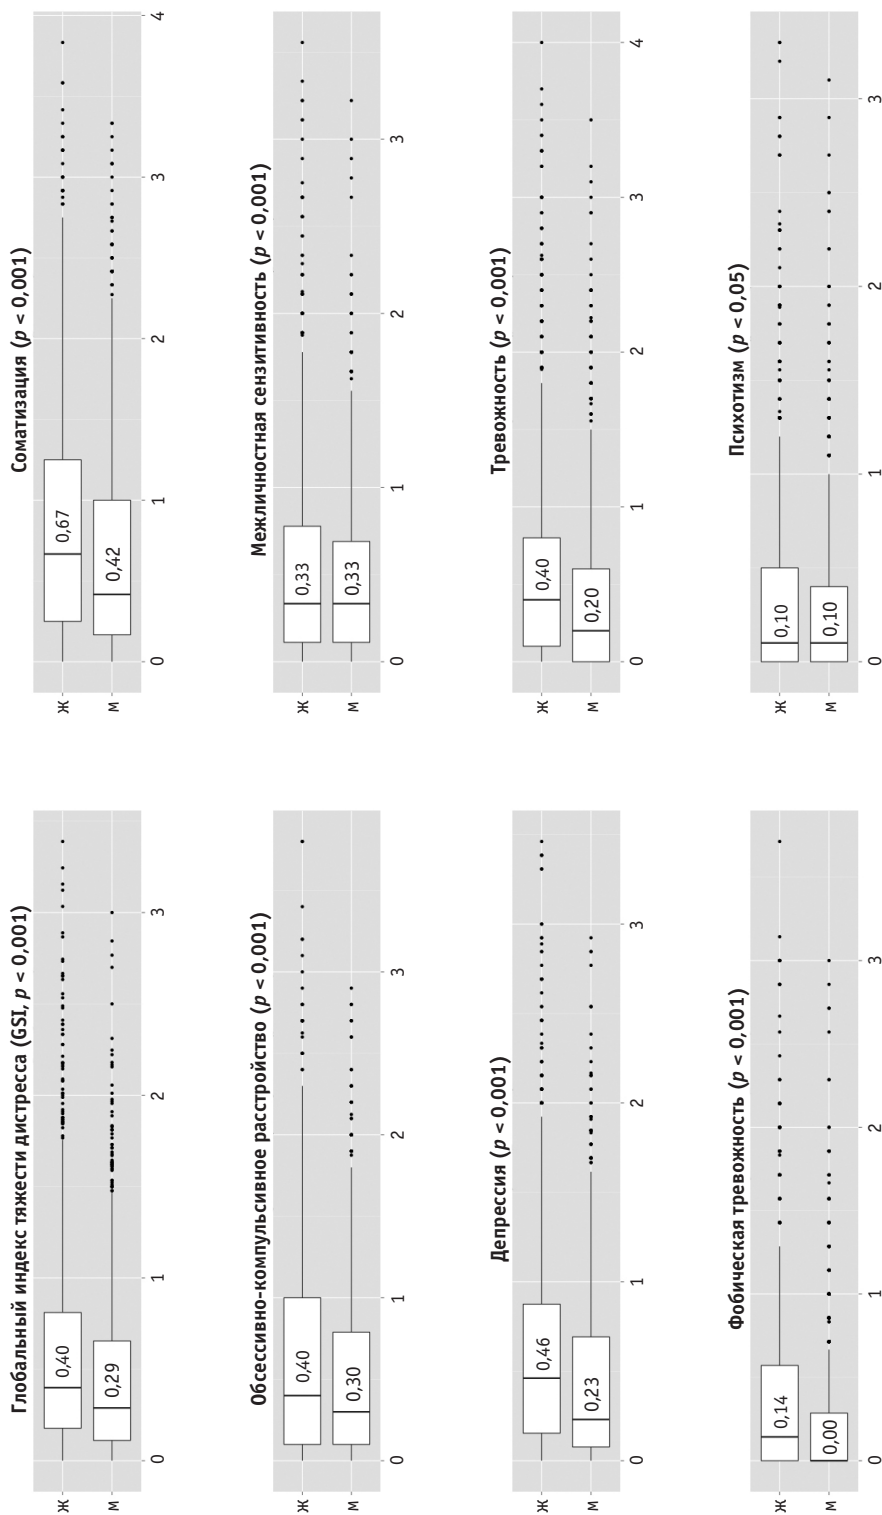 Глобальный индекс тяжести дистресса (GSI, p < 0,001)
Ж 0,40
М 0,29
0 1 2 3
Соматизация (p < 0,001)
Ж 0,67
М 0,42
0 1 2 3 4
Обсессивно-компульсивное расстройство (p < 0,001)
Ж 0,40
М 0,30
0 1 2 3
Межличностная сензитивность (p < 0,001)
Ж 0,33
М 0,33
0 1 2 3
Депрессия (p < 0,001)
Ж 0,46
М 0,23
0 1 2 3
Тревожность (p < 0,001)
Ж 0,40
М 0,20
0 1 2 3 4
Фобическая тревожность (p < 0,001)
Ж 0,14
М 0,00
0 1 2 3
Психотизм (p < 0,05)
Ж 0,10
М 0,10
0 1 2 3